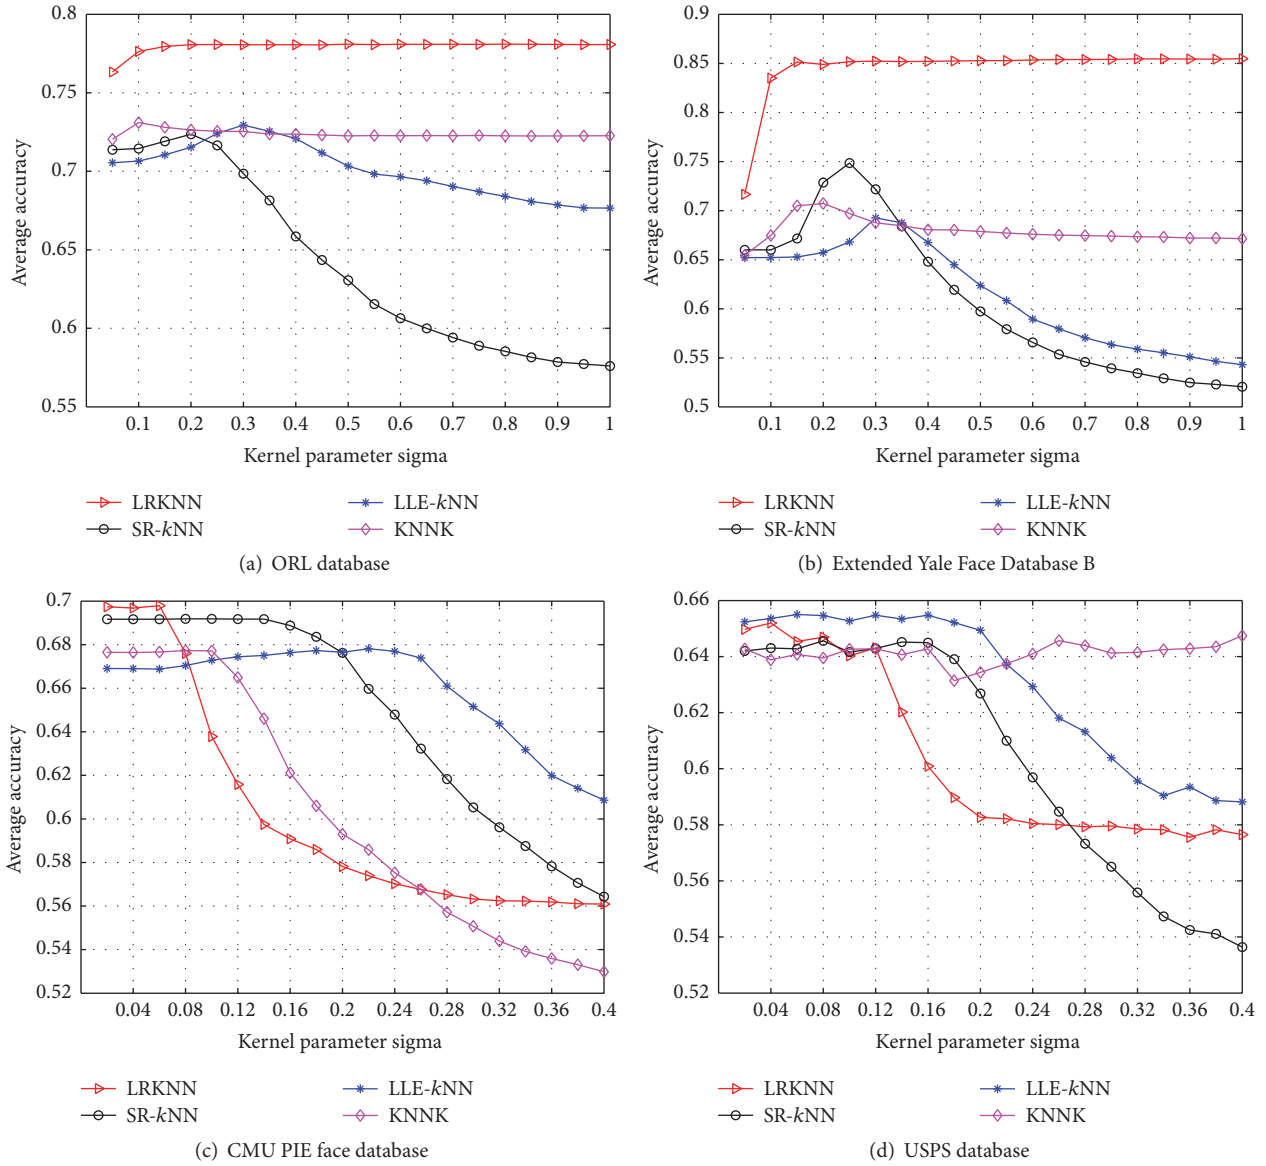 0.8
0.75
0.7
0.65
0.6
0.55
Average accuracy
0.1 0.2 0.3 0.4 0.5 0.6 0.7 0.8 0.9 1
Kernel parameter sigma
LRKNN LLE-kNN
SR-kNN KNNK
(a) ORL database
0.9
0.85
0.8
0.75
0.7
0.65
0.6
0.55
0.5
Average accuracy
0.1 0.2 0.3 0.4 0.5 0.6 0.7 0.8 0.9 1
Kernel parameter sigma
LRKNN LLE-kNN
SR-kNN KNNK
(b) Extended Yale Face Database B
0.7
0.68
0.66
0.64
0.62
0.6
0.58
0.56
0.54
0.52
Average accuracy
0.04 0.08 0.12 0.16 0.2 0.24 0.28 0.32 0.36 0.4
Kernel parameter sigma
LRKNN LLE-kNN
SR-kNN KNNK
(c) CMU PIE face database
0.66
0.64
0.62
0.6
0.58
0.56
0.54
0.52
Average accuracy
0.04 0.08 0.12 0.16 0.2 0.24 0.28 0.32 0.36 0.4
Kernel parameter sigma
LRKNN LLE-kNN
SR-kNN KNNK
(d) USPS database